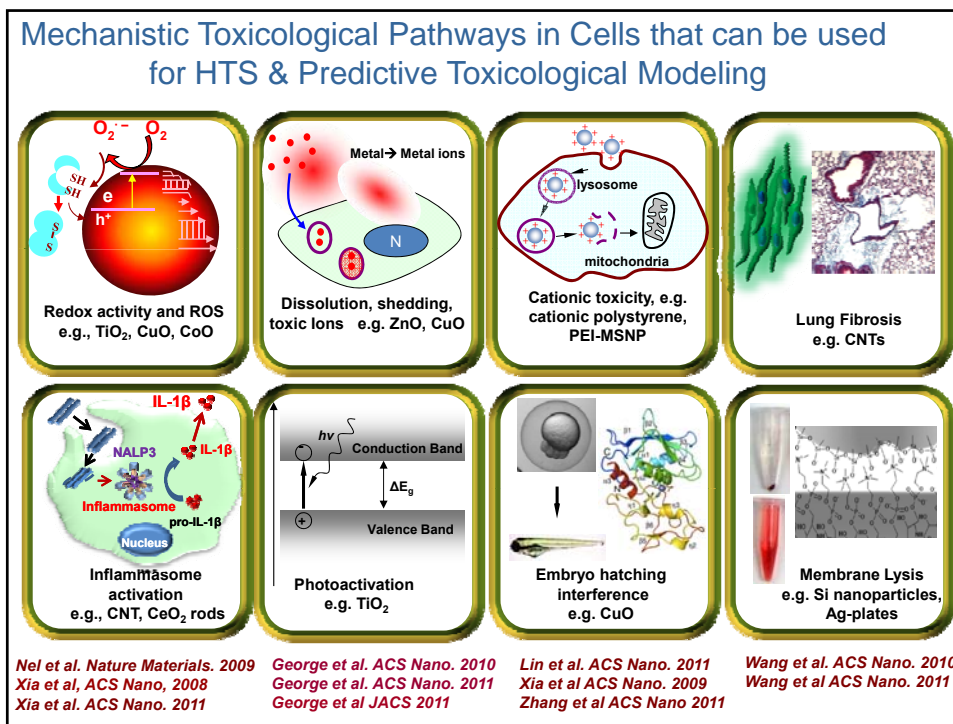 Mechanistic Toxicological Pathways in Cells that can be used
for HTS & Predictive Toxicological Modeling
O₂·⁻ O₂
SH
SH
S
S
e
h⁺
Redox activity and ROS
e.g., TiO₂, CuO, CoO
Metal→ Metal ions
N
Dissolution, shedding,
toxic Ions e.g. ZnO, CuO
lysosome
mitochondria
Cationic toxicity, e.g.
cationic polystyrene,
PEI-MSNP
Lung Fibrosis
e.g. CNTs
IL-1β
NALP3
IL-1β
Inflammasome
pro-IL-1β
Nucleus
Inflammasome
activation
e.g., CNT, CeO₂ rods
hν
Conduction Band
ΔE_g
Valence Band
Photoactivation
e.g. TiO₂
Embryo hatching
interference
e.g. CuO
Membrane Lysis
e.g. Si nanoparticles,
Ag-plates
Nel et al. Nature Materials. 2009
Xia et al, ACS Nano, 2008
Xia et al. ACS Nano. 2011
George et al. ACS Nano. 2010
George et al. ACS Nano. 2011
George et al JACS 2011
Lin et al. ACS Nano. 2011
Xia et al ACS Nano 2009
Zhang et al ACS Nano 2011
Wang et al. ACS Nano. 2010
Wang et al ACS Nano. 2011